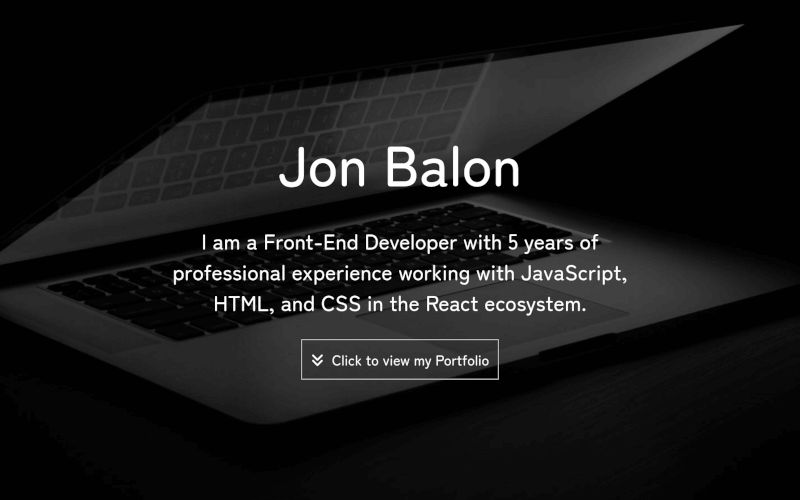 Jon Balon
I am a Front-End Developer with 5 years of
professional experience working with JavaScript,
HTML, and CSS in the React ecosystem.
Click to view my Portfolio